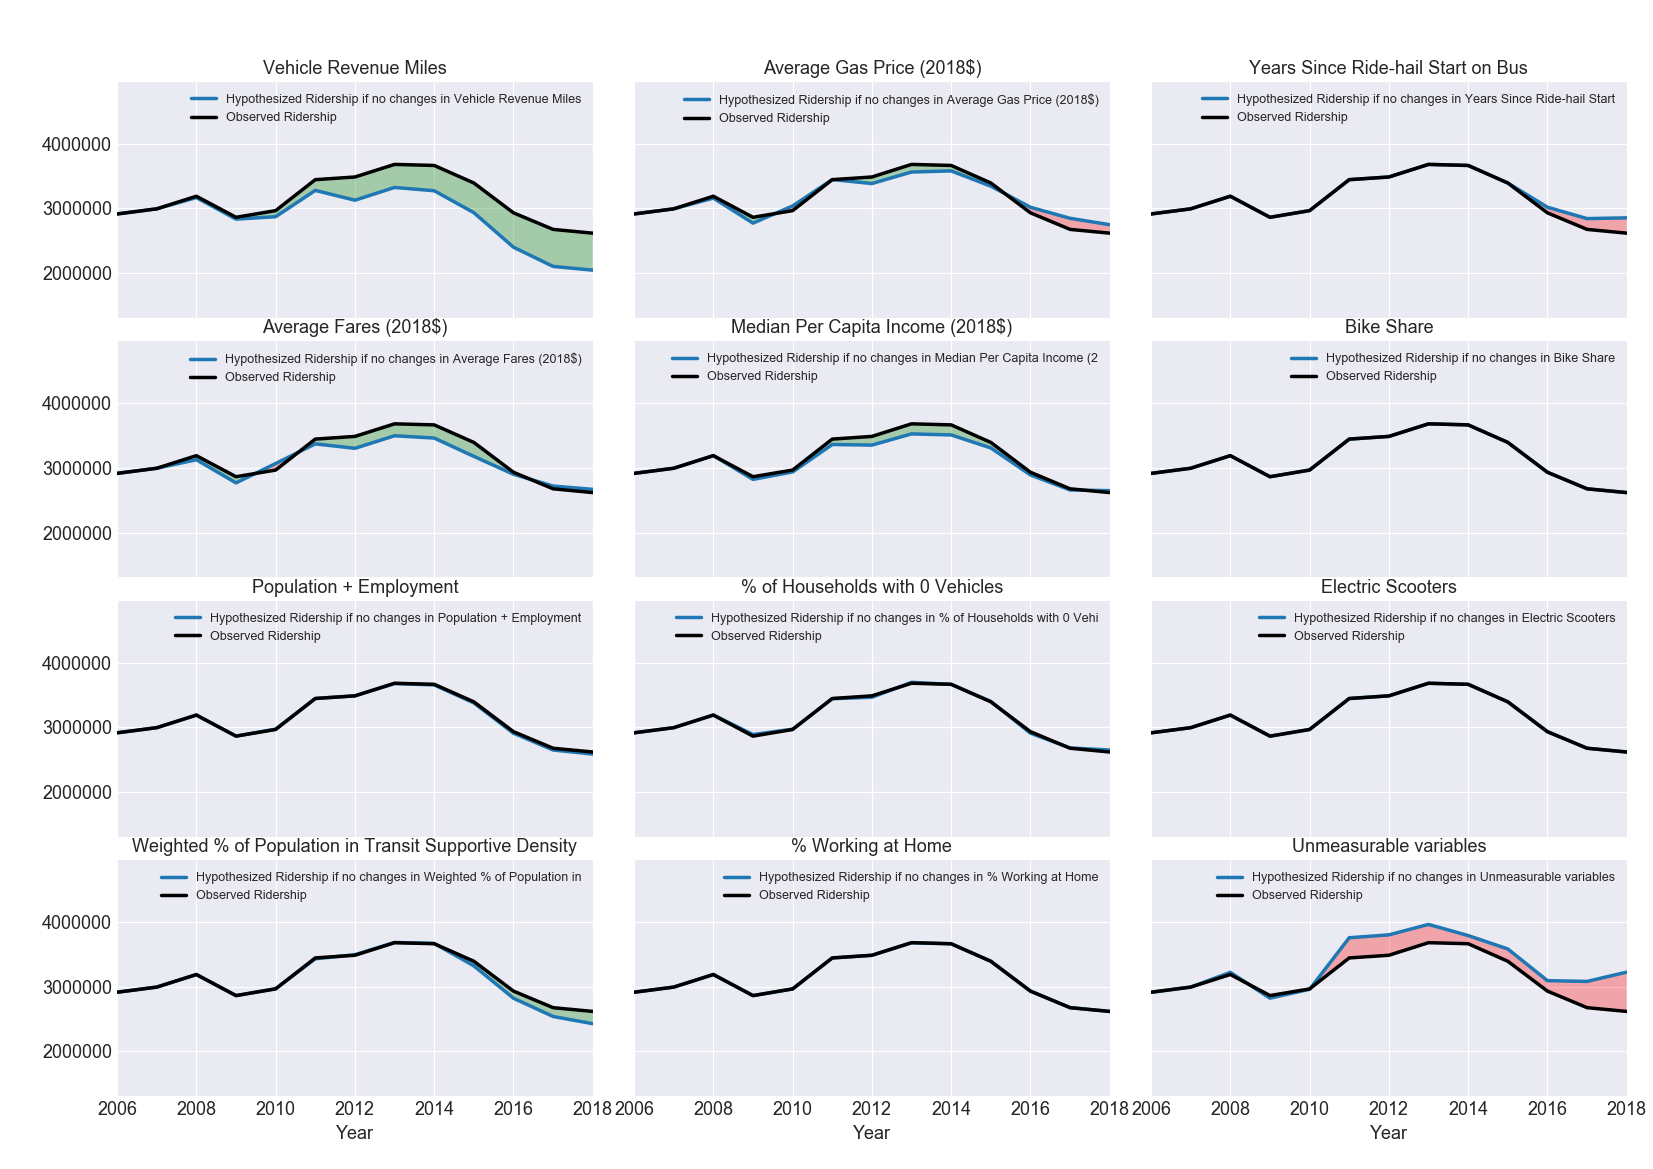 Vehicle Revenue Miles
Hypothesized Ridership if no changes in Vehicle Revenue Miles
Observed Ridership
4000000
3000000
2000000
Average Gas Price (2018$)
Hypothesized Ridership if no changes in Average Gas Price (2018$)
Observed Ridership
Years Since Ride-hail Start on Bus
Hypothesized Ridership if no changes in Years Since Ride-hail Start
Observed Ridership
Average Fares (2018$)
Hypothesized Ridership if no changes in Average Fares (2018$)
Observed Ridership
4000000
3000000
2000000
Median Per Capita Income (2018$)
Hypothesized Ridership if no changes in Median Per Capita Income (2
Observed Ridership
Bike Share
Hypothesized Ridership if no changes in Bike Share
Observed Ridership
Population + Employment
Hypothesized Ridership if no changes in Population + Employment
Observed Ridership
4000000
3000000
2000000
% of Households with 0 Vehicles
Hypothesized Ridership if no changes in % of Households with 0 Vehi
Observed Ridership
Electric Scooters
Hypothesized Ridership if no changes in Electric Scooters
Observed Ridership
Weighted % of Population in Transit Supportive Density
Hypothesized Ridership if no changes in Weighted % of Population in
Observed Ridership
4000000
3000000
2000000
2006 2008 2010 2012 2014 2016 2018
Year
% Working at Home
Hypothesized Ridership if no changes in % Working at Home
Observed Ridership
2006 2008 2010 2012 2014 2016 2018
Year
Unmeasurable variables
Hypothesized Ridership if no changes in Unmeasurable variables
Observed Ridership
2006 2008 2010 2012 2014 2016 2018
Year